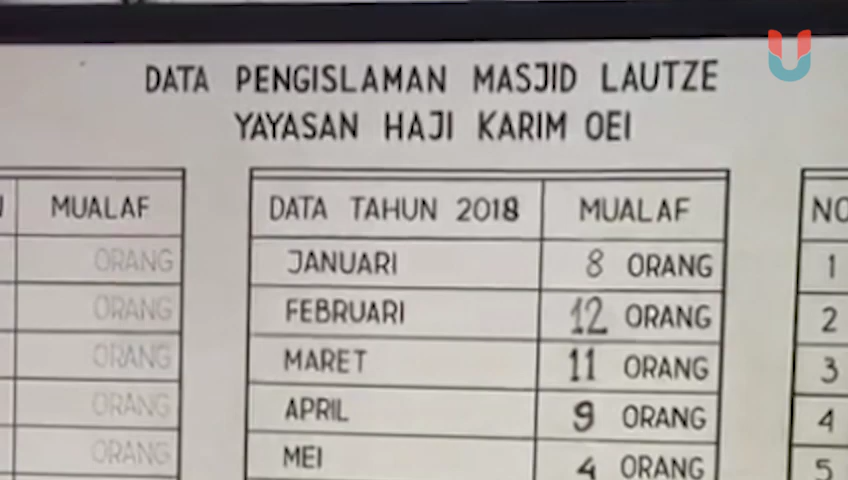 DATA PENGISLAMAN MASJID LAUTZE
YAYASAN HAJI KARIM OEI
MUALAF
ORANG
ORANG
ORANG
ORANG
ORANG
DATA TAHUN 2018 MUALAF
JANUARI 8 ORANG
FEBRUARI 12 ORANG
MARET 11 ORANG
APRIL 9 ORANG
MEI 4 ORANG
NO
1
2
3
4
5